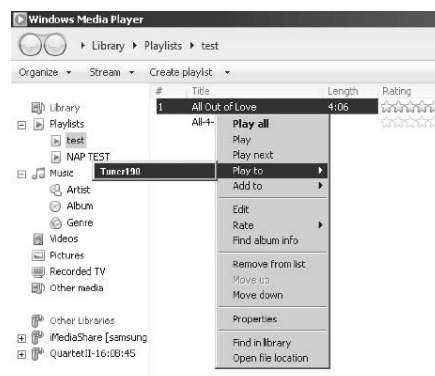 Windows Media Player
Library ▸ Playlists ▸ test
Organize Stream Create playlist
# Title Length Rating
1 All Out of Love 4:06
All-4-
Library
Playlists
test
NAP TEST
Music
Artist
Album
Genre
Videos
Pictures
Recorded TV
Other media
Other Libraries
iMediaShare [samsung
QuartetII-16:0B:45
Tuner190
Play all
Play
Play next
Play to
Add to
Edit
Rate
Find album info
Remove from list
Move up
Move down
Properties
Find in library
Open file location